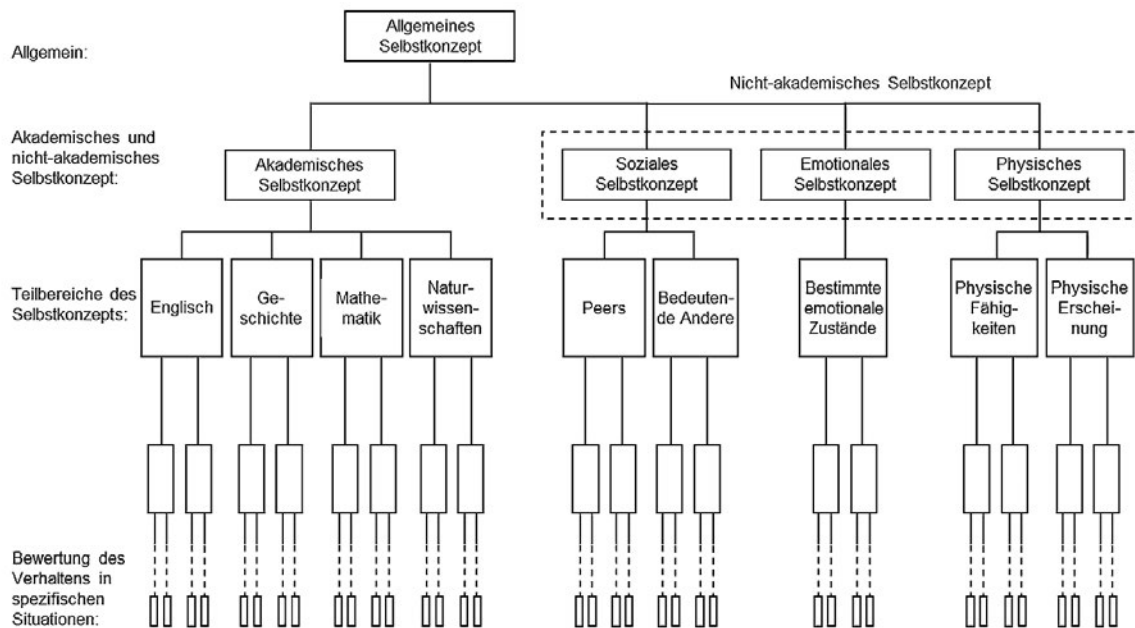 Allgemeines
Selbstkonzept
Allgemein:
Nicht-akademisches Selbstkonzept
Akademisches und
nicht-akademisches
Selbstkonzept:
Akademisches
Selbstkonzept
Soziales
Selbstkonzept
Emotionales
Selbstkonzept
Physisches
Selbstkonzept
Teilbereiche des
Selbstkonzepts:
Englisch
Ge-
schichte
Mathe-
matik
Natur-
wissen-
schaften
Peers
Bedeuten-
de Andere
Bestimmte
emotionale
Zustände
Physische
Fähig-
keiten
Physische
Erschei-
nung
Bewertung des
Verhaltens in
spezifischen
Situationen: